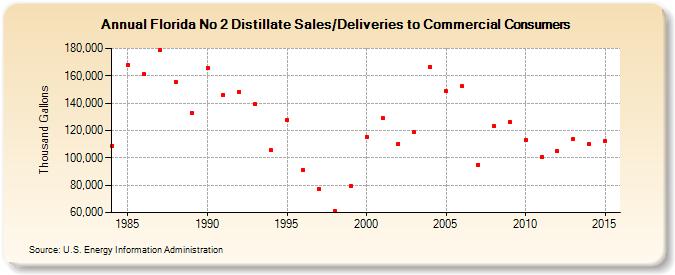 Annual Florida No 2 Distillate Sales/Deliveries to Commercial Consumers
Thousand Gallons
180,000
160,000
140,000
120,000
100,000
80,000
60,000
1985 1990 1995 2000 2005 2010 2015
Source: U.S. Energy Information Administration